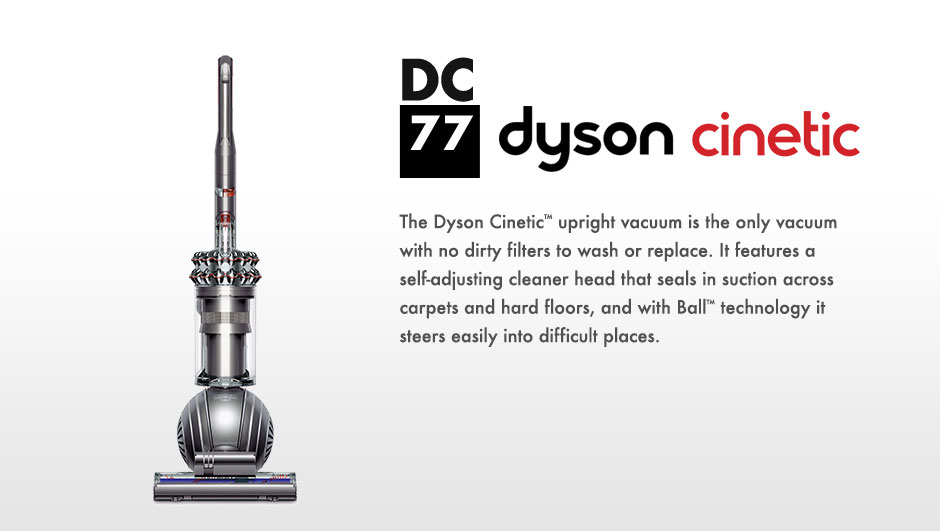 DC
77
dyson cinetic
The Dyson Cinetic™ upright vacuum is the only vacuum
with no dirty filters to wash or replace. It features a
self-adjusting cleaner head that seals in suction across
carpets and hard floors, and with Ball™ technology it
steers easily into difficult places.